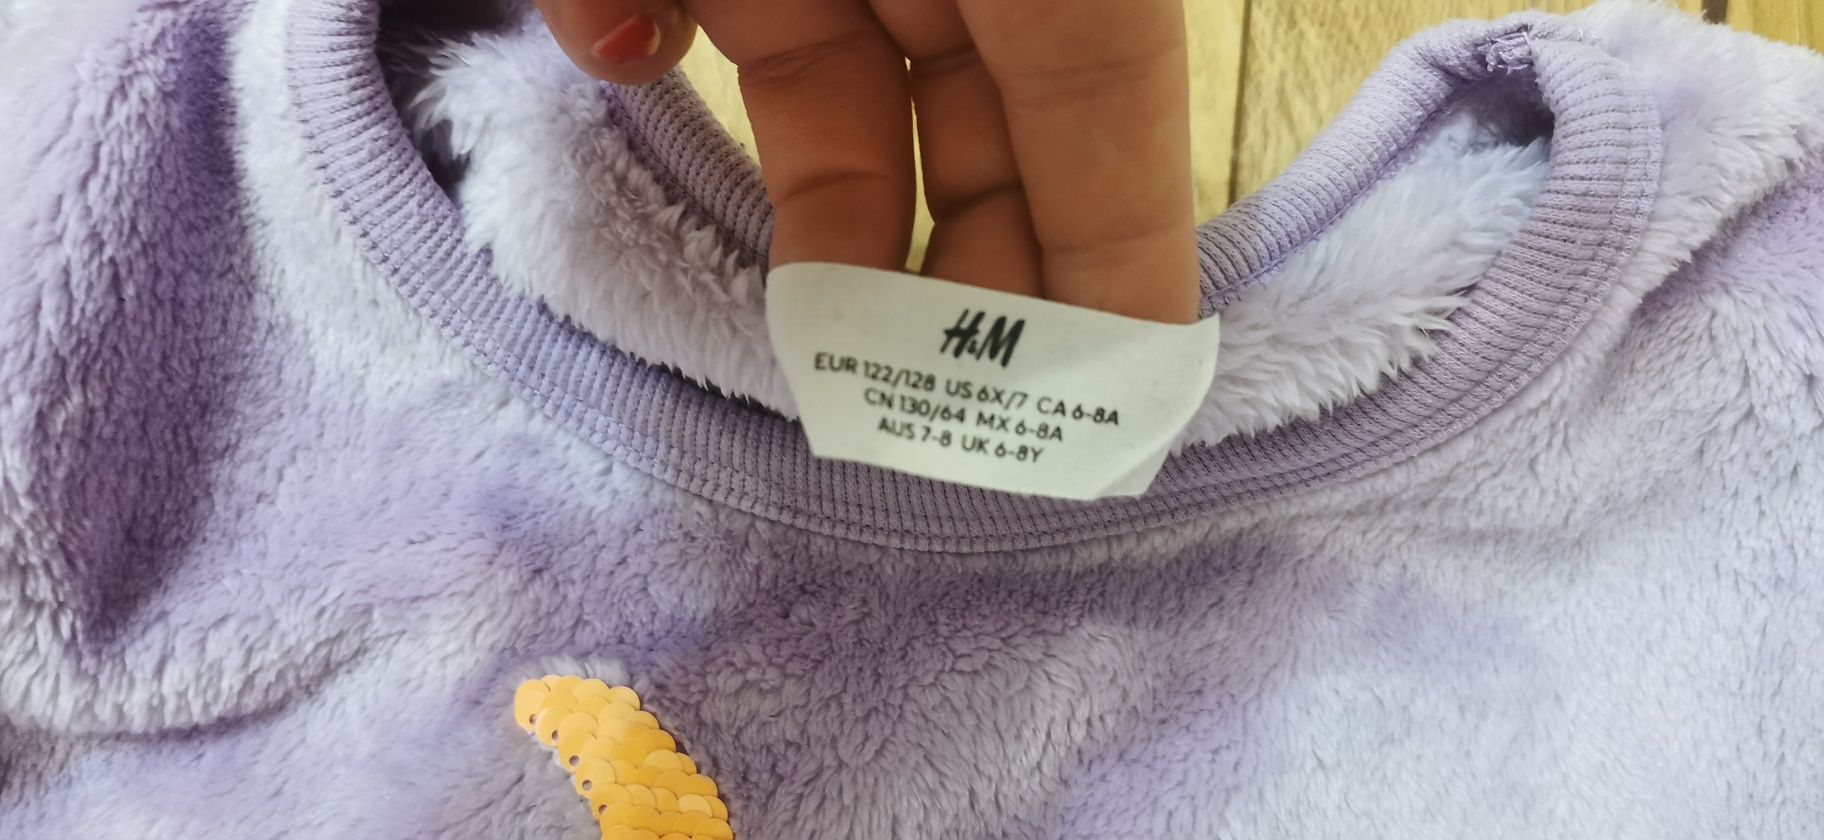 H&M
EUR 122/128 US 6X/7 CA 6-8A
CN 130/64 MX 6-8A
AUS 7-8 UK 6-8Y